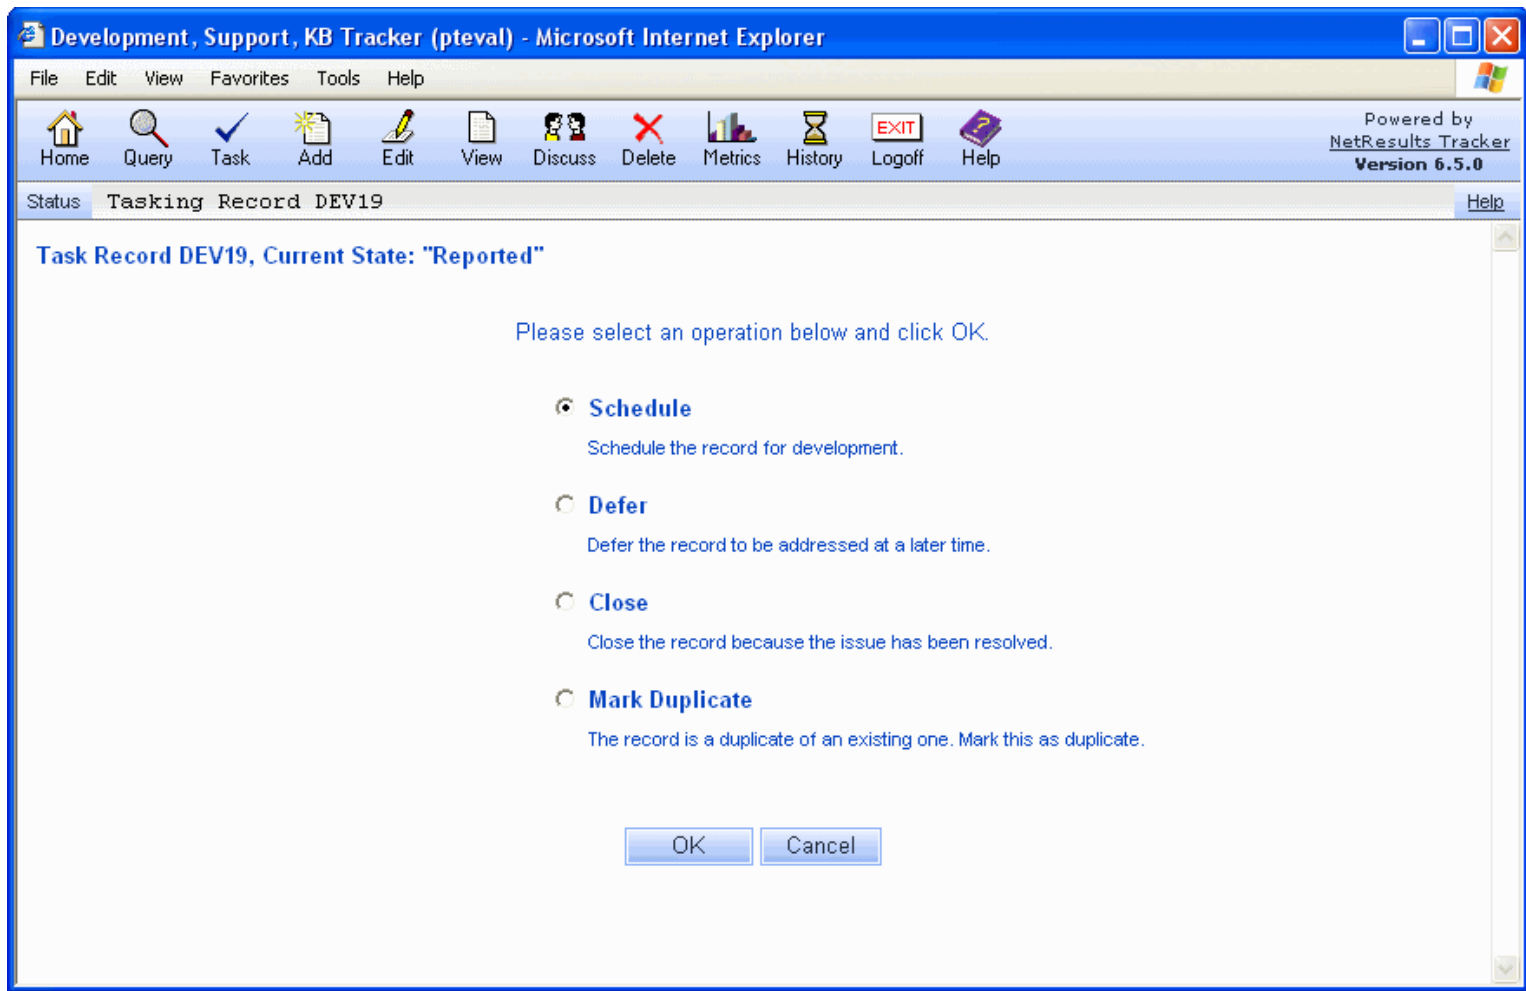 Development, Support, KB Tracker (pteval) - Microsoft Internet Explorer
File Edit View Favorites Tools Help
Home Query Task Add Edit View Discuss Delete Metrics History EXIT Logoff Help
Powered by
NetResults Tracker
Version 6.5.0
Status Tasking Record DEV19 Help
Task Record DEV19, Current State: "Reported"
Please select an operation below and click OK.
Schedule
Schedule the record for development.
Defer
Defer the record to be addressed at a later time.
Close
Close the record because the issue has been resolved.
Mark Duplicate
The record is a duplicate of an existing one. Mark this as duplicate.
OK Cancel